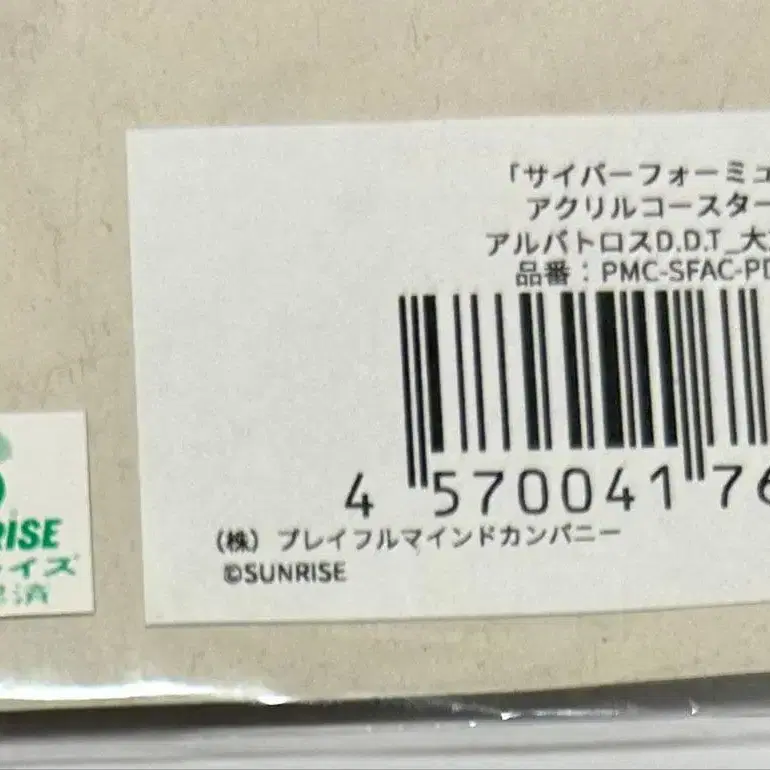 「サイバーフォーミュ
アクリルコースター
アルバトロスD.D.T_大
品番：PMC-SFAC-PD
4 570041 76
（株）プレイフルマインドカンパニー
©SUNRISE
RISE
イズ
済